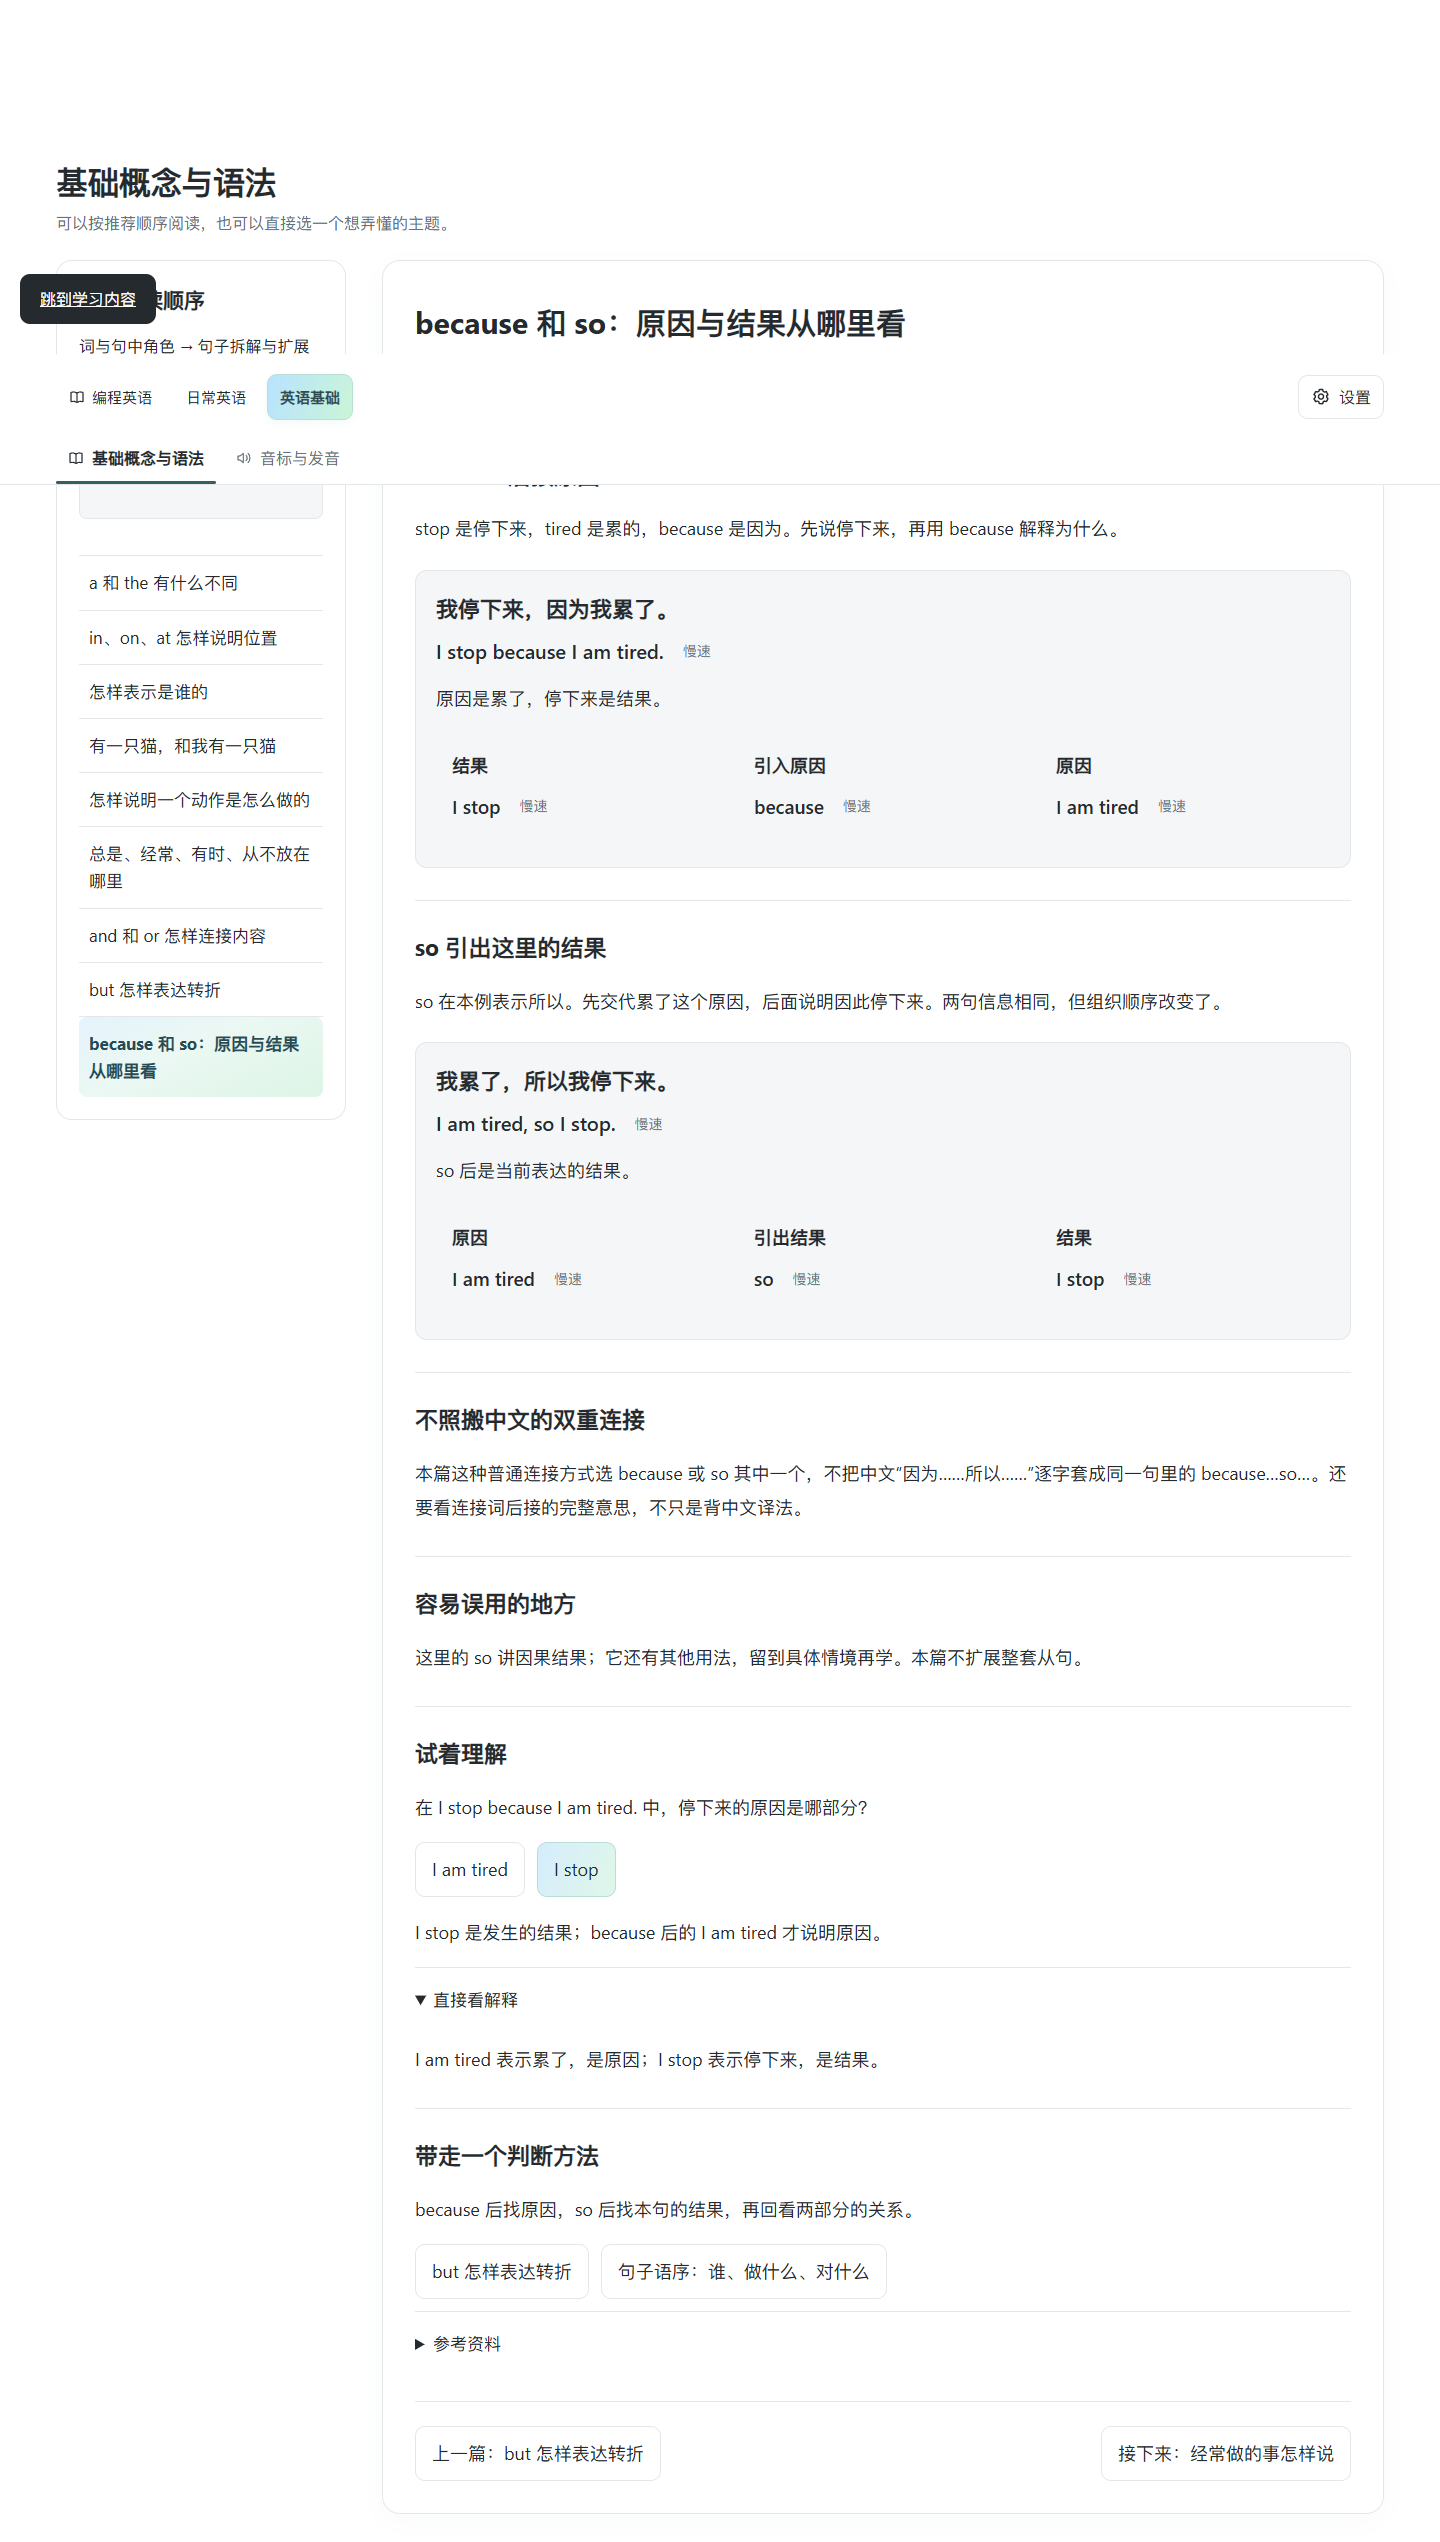 基础概念与语法
可以按推荐顺序阅读，也可以直接选一个想弄懂的主题。
跳到学习内容
顺序
词与句中角色 → 句子拆解与扩展
编程英语
日常英语
英语基础
设置
基础概念与语法
音标与发音
a 和 the 有什么不同
in、on、at 怎样说明位置
怎样表示是谁的
有一只猫，和我有一只猫
怎样说明一个动作是怎么做的
总是、经常、有时、从不放在
哪里
and 和 or 怎样连接内容
but 怎样表达转折
because 和 so：原因与结果
从哪里看
because 和 so：原因与结果从哪里看
stop 是停下来，tired 是累的，because 是因为。先说停下来，再用 because 解释为什么。
我停下来，因为我累了。
I stop because I am tired. 慢速
原因是累了，停下来是结果。
结果 引入原因 原因
I stop 慢速 because 慢速 I am tired 慢速
so 引出这里的结果
so 在本例表示所以。先交代累了这个原因，后面说明因此停下来。两句信息相同，但组织顺序改变了。
我累了，所以我停下来。
I am tired, so I stop. 慢速
so 后是当前表达的结果。
原因 引出结果 结果
I am tired 慢速 so 慢速 I stop 慢速
不照搬中文的双重连接
本篇这种普通连接方式选 because 或 so 其中一个，不把中文“因为……所以……”逐字套成同一句里的 because…so…。还
要看连接词后接的完整意思，不只是背中文译法。
容易误用的地方
这里的 so 讲因果结果；它还有其他用法，留到具体情境再学。本篇不扩展整套从句。
试着理解
在 I stop because I am tired. 中，停下来的原因是哪部分？
I am tired I stop
I stop 是发生的结果；because 后的 I am tired 才说明原因。
▼ 直接看解释
I am tired 表示累了，是原因；I stop 表示停下来，是结果。
带走一个判断方法
because 后找原因，so 后找本句的结果，再回看两部分的关系。
but 怎样表达转折 句子语序：谁、做什么、对什么
▶ 参考资料
上一篇：but 怎样表达转折 接下来：经常做的事怎样说